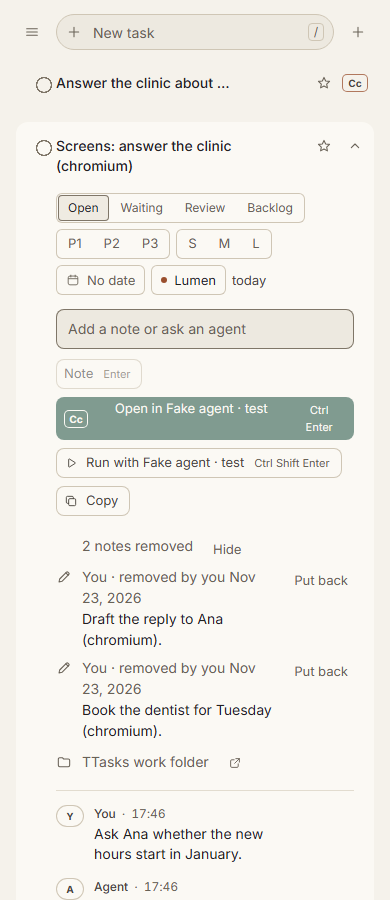 New task /
Answer the clinic about ... Cc
Screens: answer the clinic
(chromium)
Open Waiting Review Backlog
P1 P2 P3 S M L
No date Lumen today
Add a note or ask an agent
Note Enter
Cc Open in Fake agent · test Ctrl
Enter
Run with Fake agent · test Ctrl Shift Enter
Copy
2 notes removed Hide
You · removed by you Nov
23, 2026
Put back
Draft the reply to Ana
(chromium).
You · removed by you Nov
23, 2026
Put back
Book the dentist for Tuesday
(chromium).
TTasks work folder
Y You · 17:46
Ask Ana whether the new
hours start in January.
A Agent · 17:46